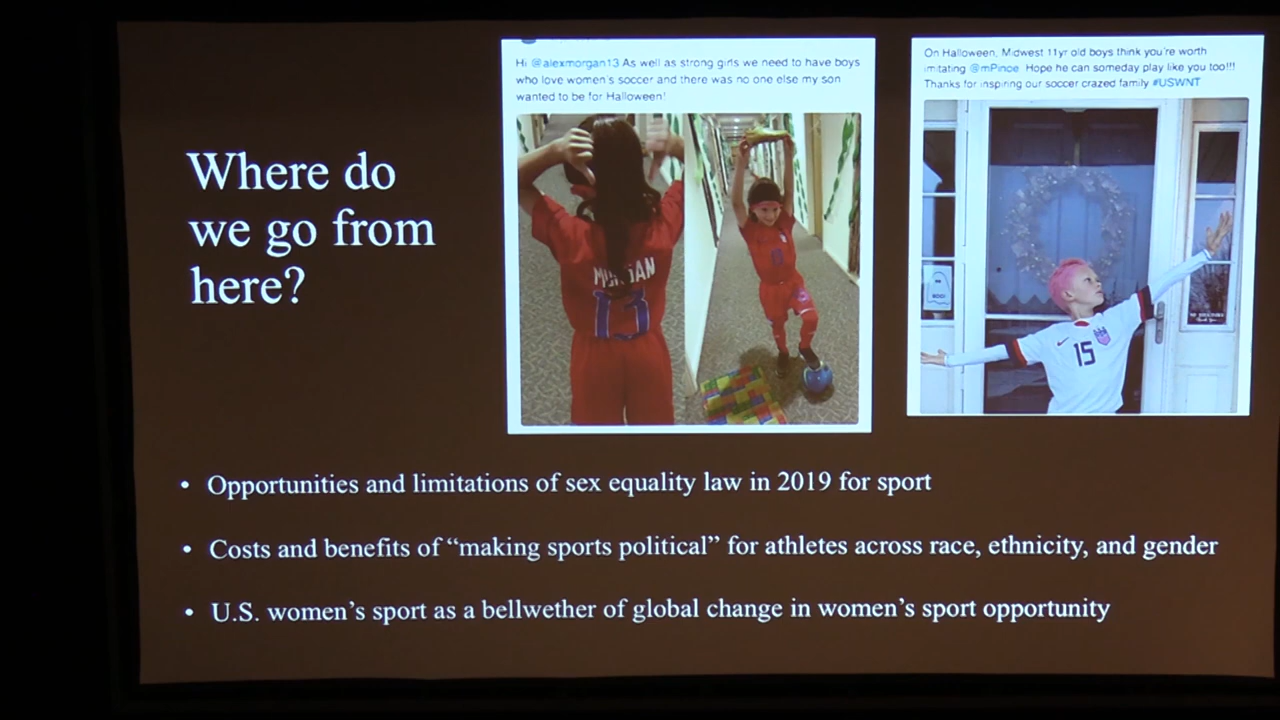 Where do
we go from
here?
Hi @alexmorgan13 As well as strong girls we need to have boys
who love women's soccer and there was no one else my son
wanted to be for Halloween!
MORGAN
13
On Halloween, Midwest 11yr old boys think you're worth
imitating @mPinoe Hope he can someday play like you too!!!
Thanks for inspiring our soccer crazed family #USWNT
BOO!
15
• Opportunities and limitations of sex equality law in 2019 for sport
• Costs and benefits of “making sports political” for athletes across race, ethnicity, and gender
• U.S. women’s sport as a bellwether of global change in women’s sport opportunity